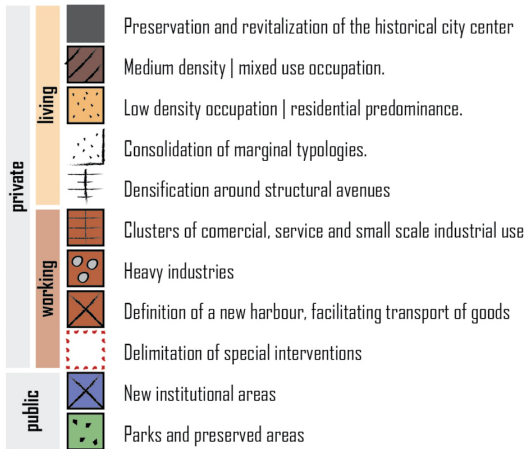 private
living
Preservation and revitalization of the historical city center
Medium density | mixed use occupation.
Low density occupation | residential predominance.
Consolidation of marginal typologies.
Densification around structural avenues
working
Clusters of comercial, service and small scale industrial use
Heavy industries
Definition of a new harbour, facilitating transport of goods
Delimitation of special interventions
public
New institutional areas
Parks and preserved areas